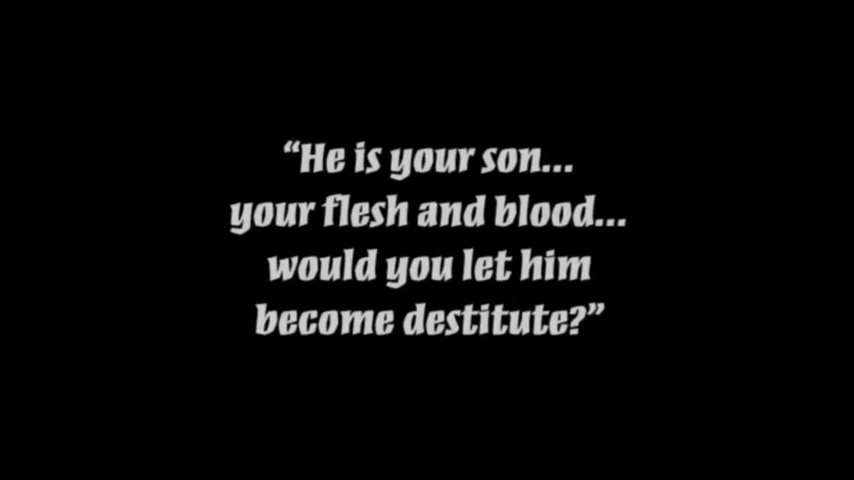 “He is your son...
your flesh and blood...
would you let him
become destitute?”